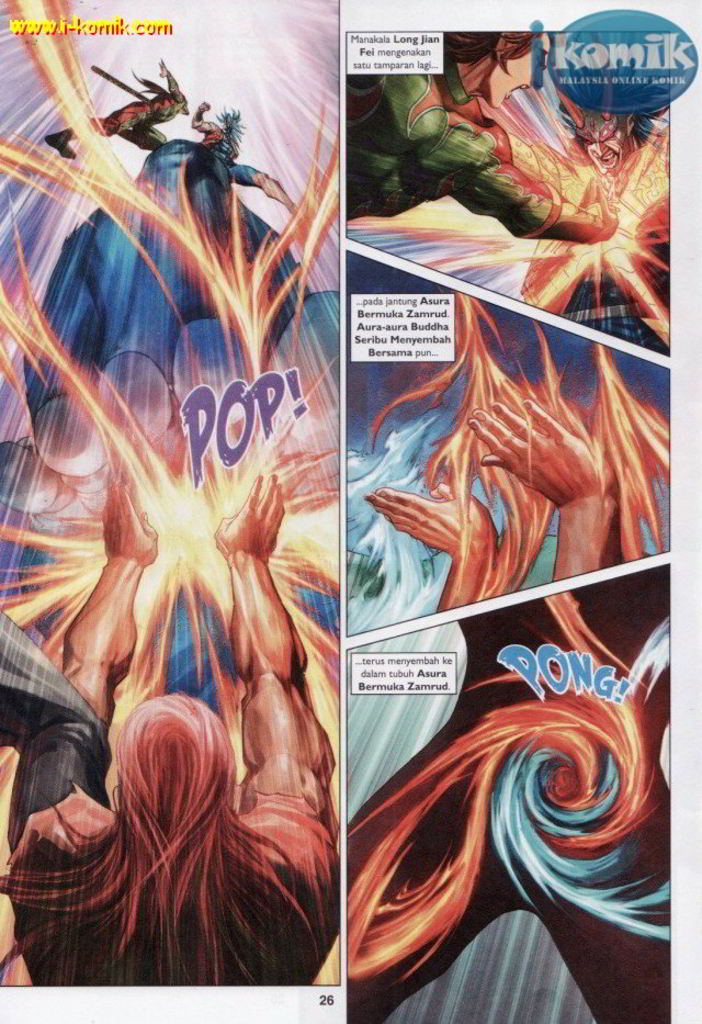 www.i-komik.com
POP!
26
Manakala Long Jian
Fei mengenakan
satu tamparan lagi...
ikomik
MALAYSIA ONLINE KOMIK
...pada jantung Asura
Bermuka Zamrud.
Aura-aura Buddha
Seribu Menyembah
Bersama pun...
...terus menyembah ke
dalam tubuh Asura
Bermuka Zamrud.
PONG!